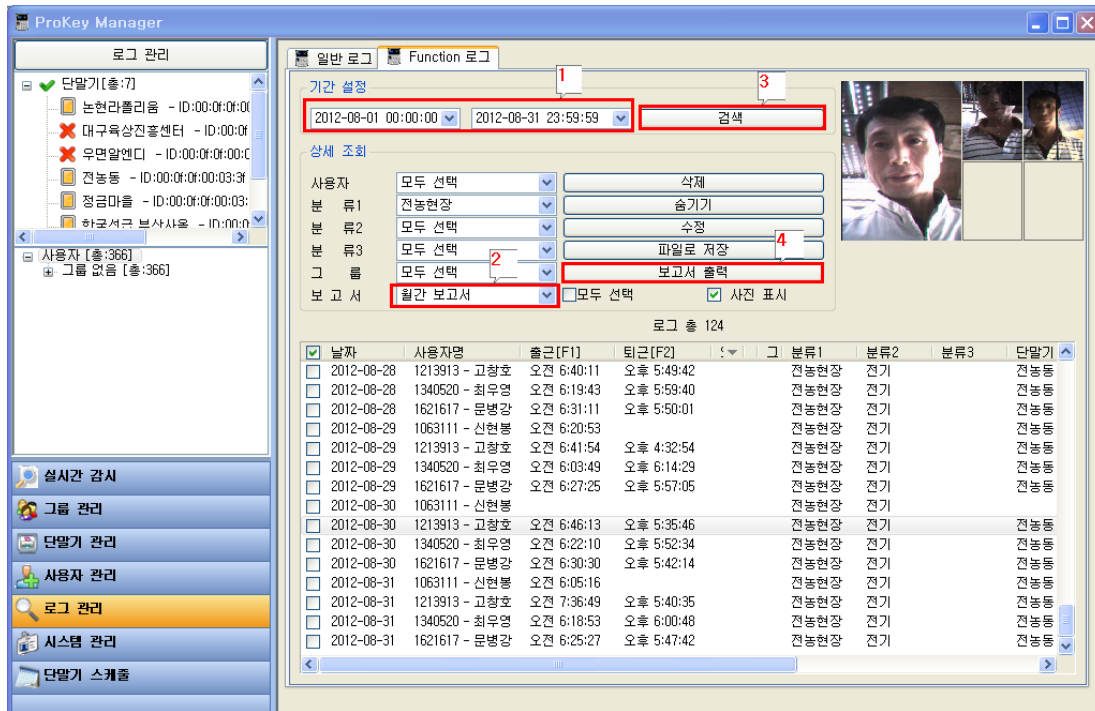 ProKey Manager
로그 관리
단말기[총:7]
논현라폴리움 - ID:00:0f:0f:00
대구육상진흥센터 - ID:00:0f
우면알엔디 - ID:00:0f:0f:00:0
전농동 - ID:00:0f:0f:00:03:3f
정금마을 - ID:00:0f:0f:00:03:
사용자 [총:366]
그룹 없음 [총:366]
실시간 감시
그룹 관리
단말기 관리
사용자 관리
로그 관리
시스템 관리
단말기 스케줄
일반 로그 Function 로그
1
3
기간 설정
2012-08-01 00:00:00 2012-08-31 23:59:59 검색
상세 조회
사용자 모두 선택 삭제
분 류1 전농현장 숨기기
분 류2 모두 선택 수정
분 류3 모두 선택 파일로 저장
4
2
그 룹 모두 선택 보고서 출력
보 고 서 월간 보고서 모두 선택 사진 표시
로그 총 124
날짜 사용자명 출근[F1] 퇴근[F2] 그 분류1 분류2 분류3 단말기
2012-08-28 1213913 - 고창호 오전 6:40:11 오후 5:49:42 전농현장 전기 전농동
2012-08-28 1340520 - 최우영 오전 6:19:43 오후 5:59:40 전농현장 전기 전농동
2012-08-28 1621617 - 문병강 오전 6:31:11 오후 5:50:01 전농현장 전기 전농동
2012-08-29 1063111 - 신현봉 오전 6:20:53 전농현장 전기 전농동
2012-08-29 1213913 - 고창호 오전 6:41:54 오후 4:32:54 전농현장 전기 전농동
2012-08-29 1340520 - 최우영 오전 6:03:49 오후 6:14:29 전농현장 전기 전농동
2012-08-29 1621617 - 문병강 오전 6:27:25 오후 5:57:05 전농현장 전기 전농동
2012-08-30 1063111 - 신현봉 전농현장 전기
2012-08-30 1213913 - 고창호 오전 6:46:13 오후 5:35:46 전농현장 전기 전농동
2012-08-30 1340520 - 최우영 오전 6:22:10 오후 5:52:34 전농현장 전기 전농동
2012-08-30 1621617 - 문병강 오전 6:30:30 오후 5:42:14 전농현장 전기 전농동
2012-08-31 1063111 - 신현봉 오전 6:05:16 전농현장 전기 전농동
2012-08-31 1213913 - 고창호 오전 7:36:49 오후 5:40:35 전농현장 전기 전농동
2012-08-31 1340520 - 최우영 오전 6:18:53 오후 6:00:48 전농현장 전기 전농동
2012-08-31 1621617 - 문병강 오전 6:25:27 오후 5:47:42 전농현장 전기 전농동